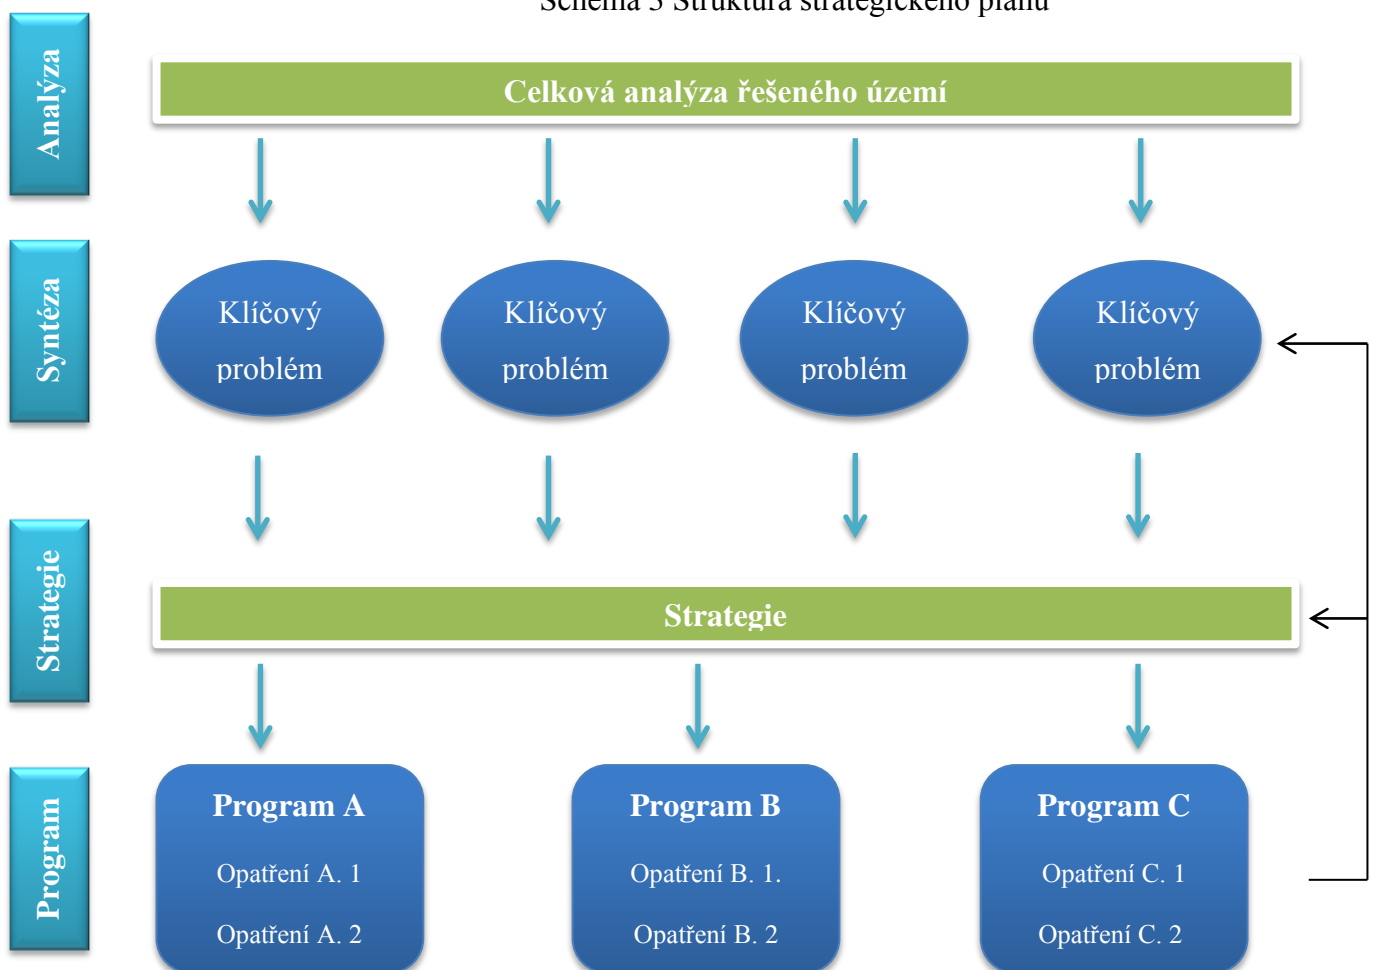 Schéma 3 Struktura strategického plánu
Analýza
Celková analýza řešeného území
Syntéza
Klíčový
problém
Klíčový
problém
Klíčový
problém
Klíčový
problém
Strategie
Strategie
Program
Program A
Opatření A. 1
Opatření A. 2
Program B
Opatření B. 1.
Opatření B. 2
Program C
Opatření C. 1
Opatření C. 2